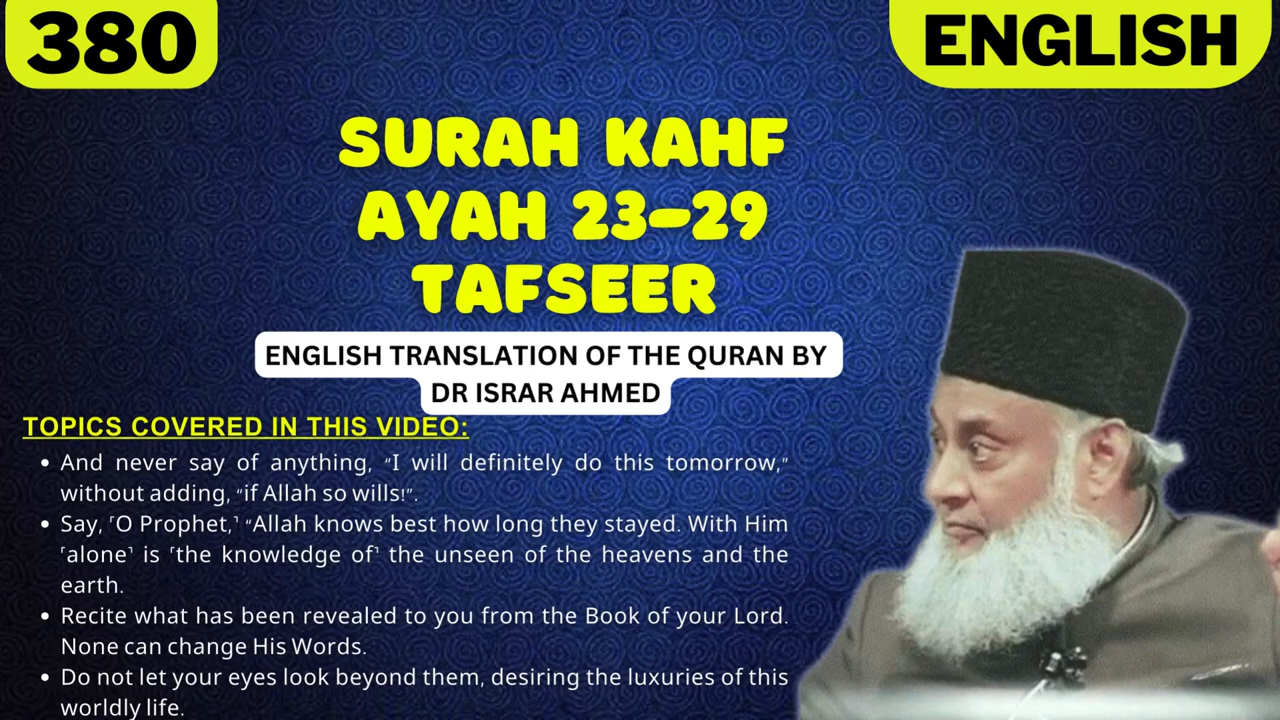 380
ENGLISH
SURAH KAHF
AYAH 23-29
TAFSEER
ENGLISH TRANSLATION OF THE QURAN BY
DR ISRAR AHMED
TOPICS COVERED IN THIS VIDEO:
• And never say of anything, “I will definitely do this tomorrow,”
without adding, “if Allah so wills!”.
• Say, ˹O Prophet,˺ “Allah knows best how long they stayed. With Him
˹alone˺ is ˹the knowledge of˺ the unseen of the heavens and the
earth.
• Recite what has been revealed to you from the Book of your Lord.
None can change His Words.
• Do not let your eyes look beyond them, desiring the luxuries of this
worldly life.